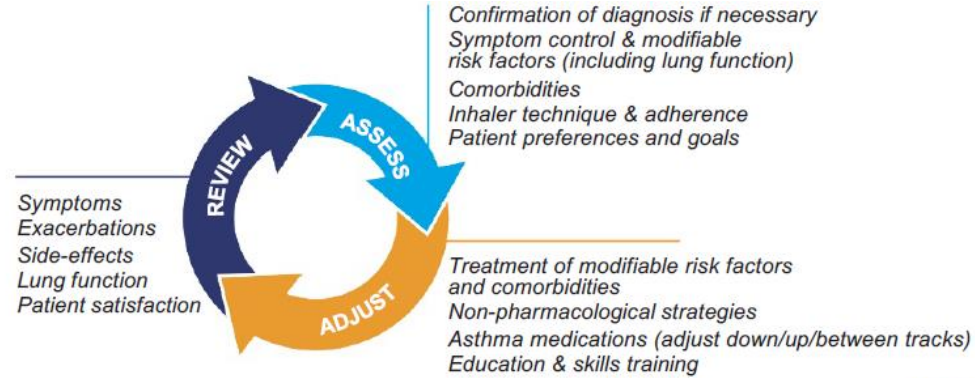 Confirmation of diagnosis if necessary
Symptom control & modifiable
risk factors (including lung function)
Comorbidities
Inhaler technique & adherence
Patient preferences and goals
ASSESS
REVIEW
Symptoms
Exacerbations
Side-effects
Lung function
Patient satisfaction
ADJUST
Treatment of modifiable risk factors
and comorbidities
Non-pharmacological strategies
Asthma medications (adjust down/up/between tracks)
Education & skills training